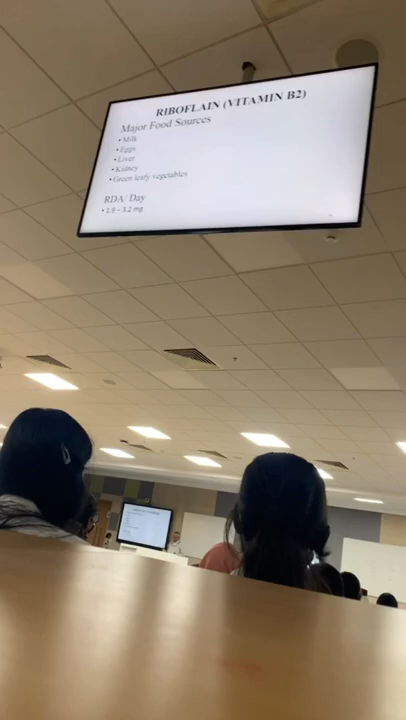 RIBOFLAIN (VITAMIN B2)
Major Food Sources
• Milk
• Eggs
• Liver
• Kidney
• Green leafy vegetables
RDA/ Day
• 1.9 – 3.2 mg